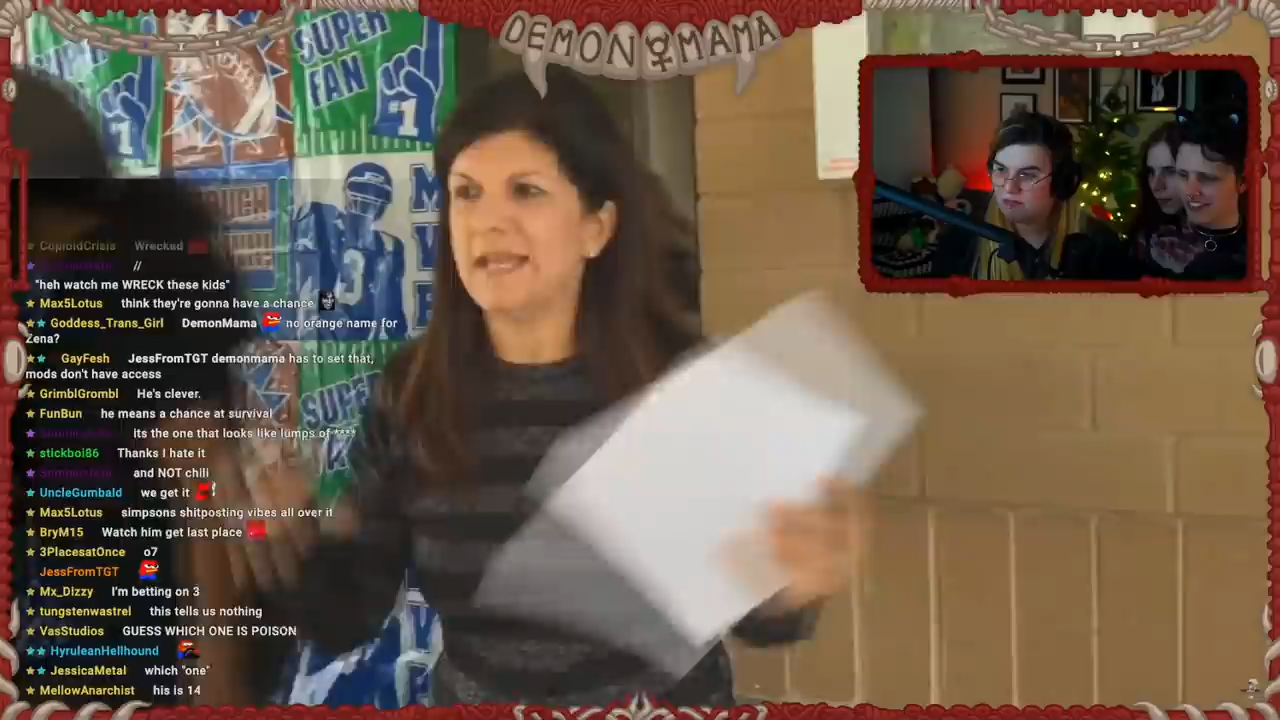 DEMON MAMA
SUPER
FAN
#1
SUPER
CopioidCrisis Wrecked
//
"heh watch me WRECK these kids"
Max5Lotus think they're gonna have a chance
Goddess_Trans_Girl DemonMama no orange name for
Zena?
GayFesh JessFromTGT demonmama has to set that,
mods don't have access
GrimblGrombl He's clever.
FunBun he means a chance at survival
its the one that looks like lumps of ****
stickboi86 Thanks I hate it
and NOT chili
UncleGumbald we get it
Max5Lotus simpsons shitposting vibes all over it
BryM15 Watch him get last place
3PlacesatOnce o7
JessFromTGT
Mx_Dizzy I'm betting on 3
tungstenwastrel this tells us nothing
VasStudios GUESS WHICH ONE IS POISON
HyruleanHellhound
JessicaMetal which "one"
MellowAnarchist his is 14